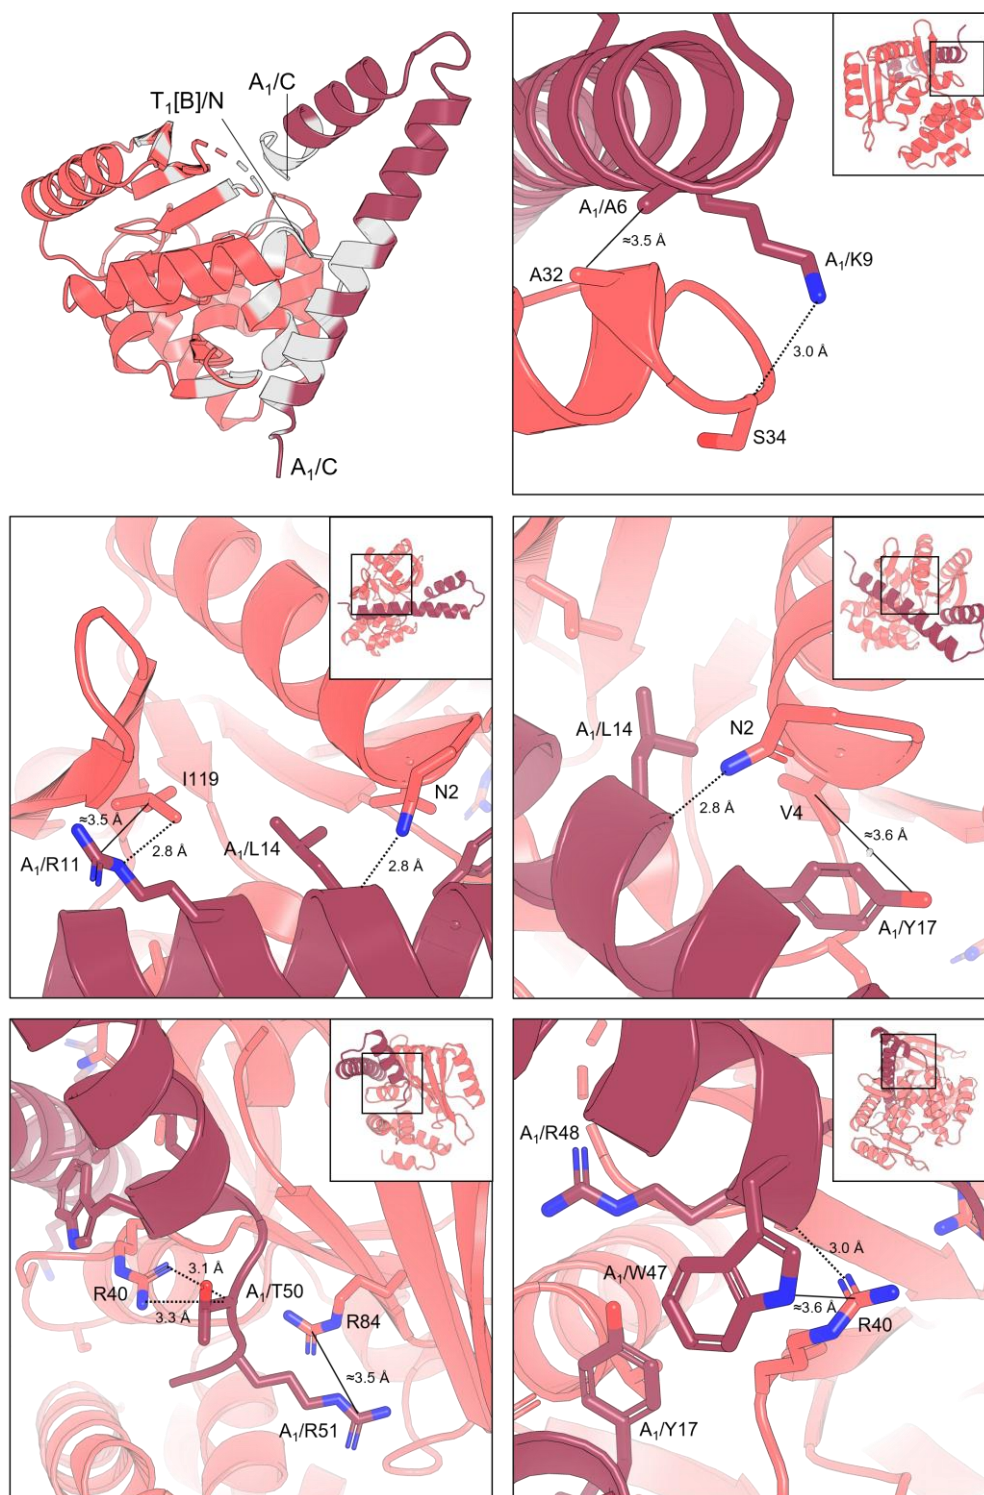 A₁/C
T₁[B]/N
A₁/C
A₁/A6
≈3.5 Å
A32
A₁/K9
3.0 Å
S34
I119
≈3.5 Å
A₁/R11
2.8 Å
A₁/L14
N2
2.8 Å
A₁/L14
N2
2.8 Å
V4
≈3.6 Å
A₁/Y17
3.1 Å
R40
A₁/T50
3.3 Å
R84
≈3.5 Å
A₁/R51
A₁/R48
3.0 Å
A₁/W47
≈3.6 Å
R40
A₁/Y17